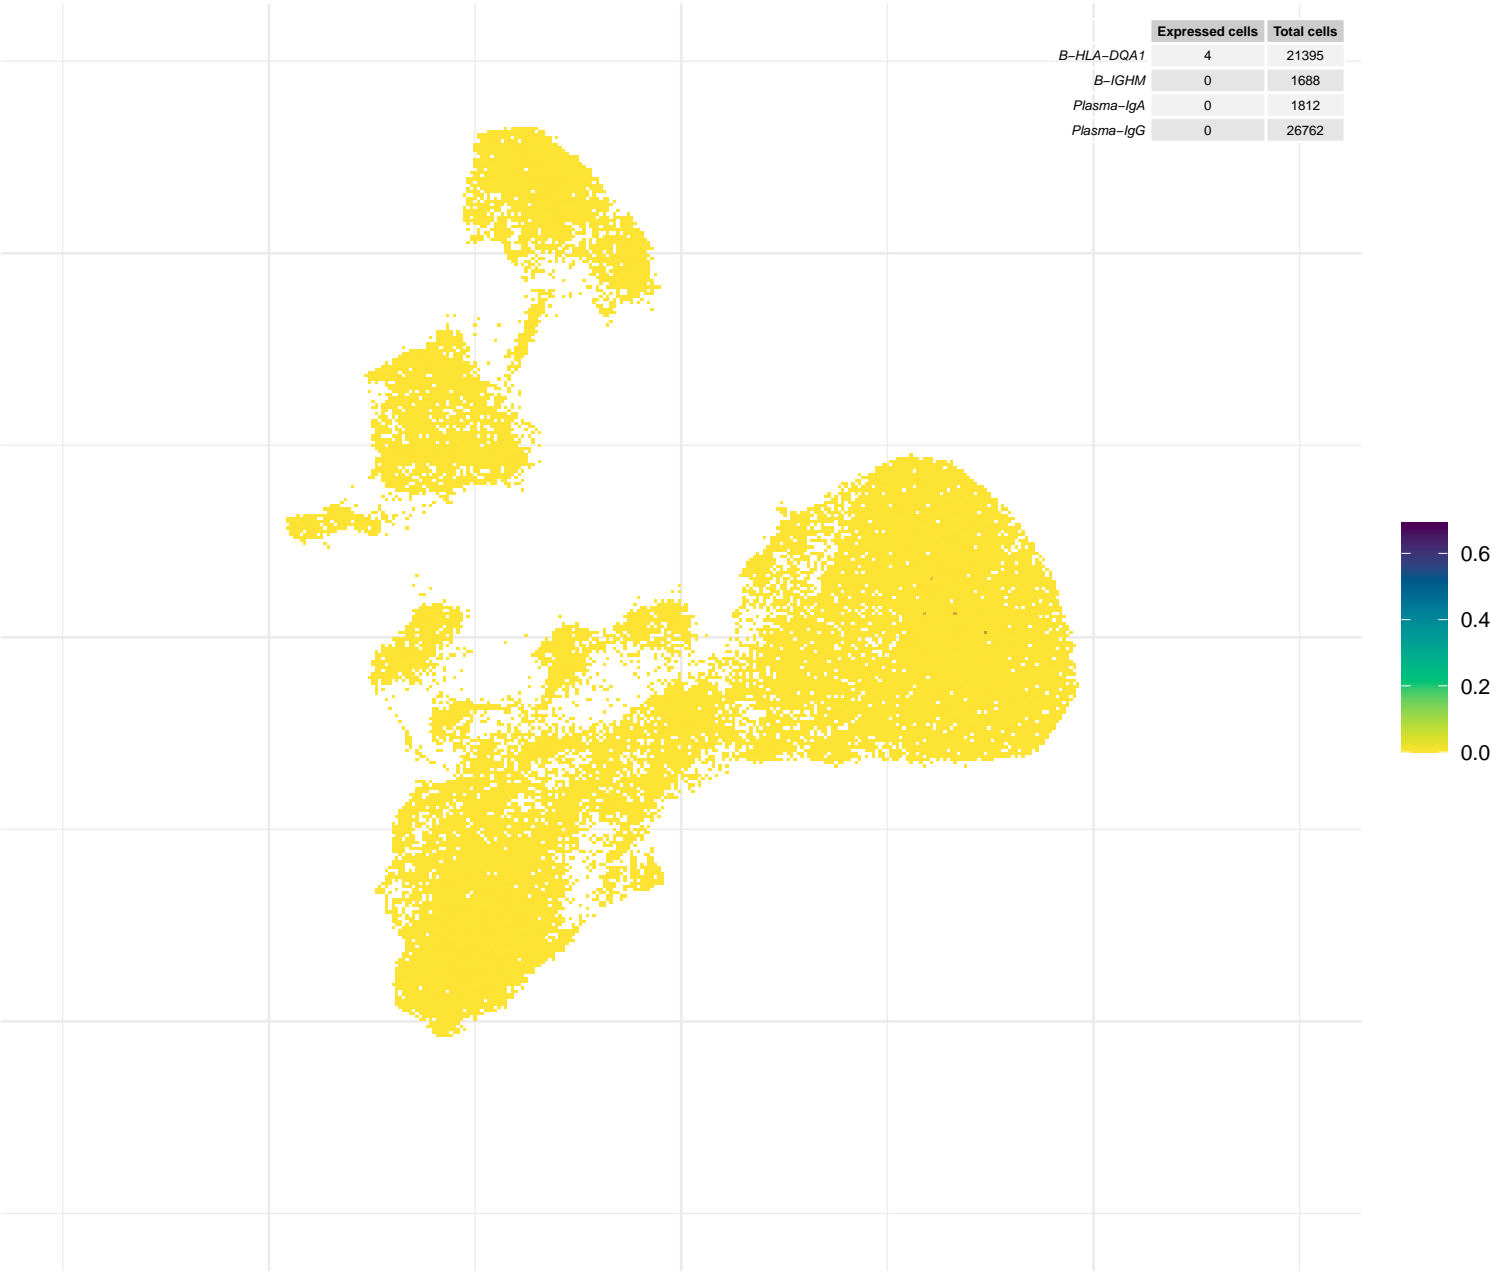 Expressed cells Total cells
B−HLA−DQA1 4 21395
B−IGHM 0 1688
Plasma−IgA 0 1812
Plasma−IgG 0 26762
0.6
0.4
0.2
0.0